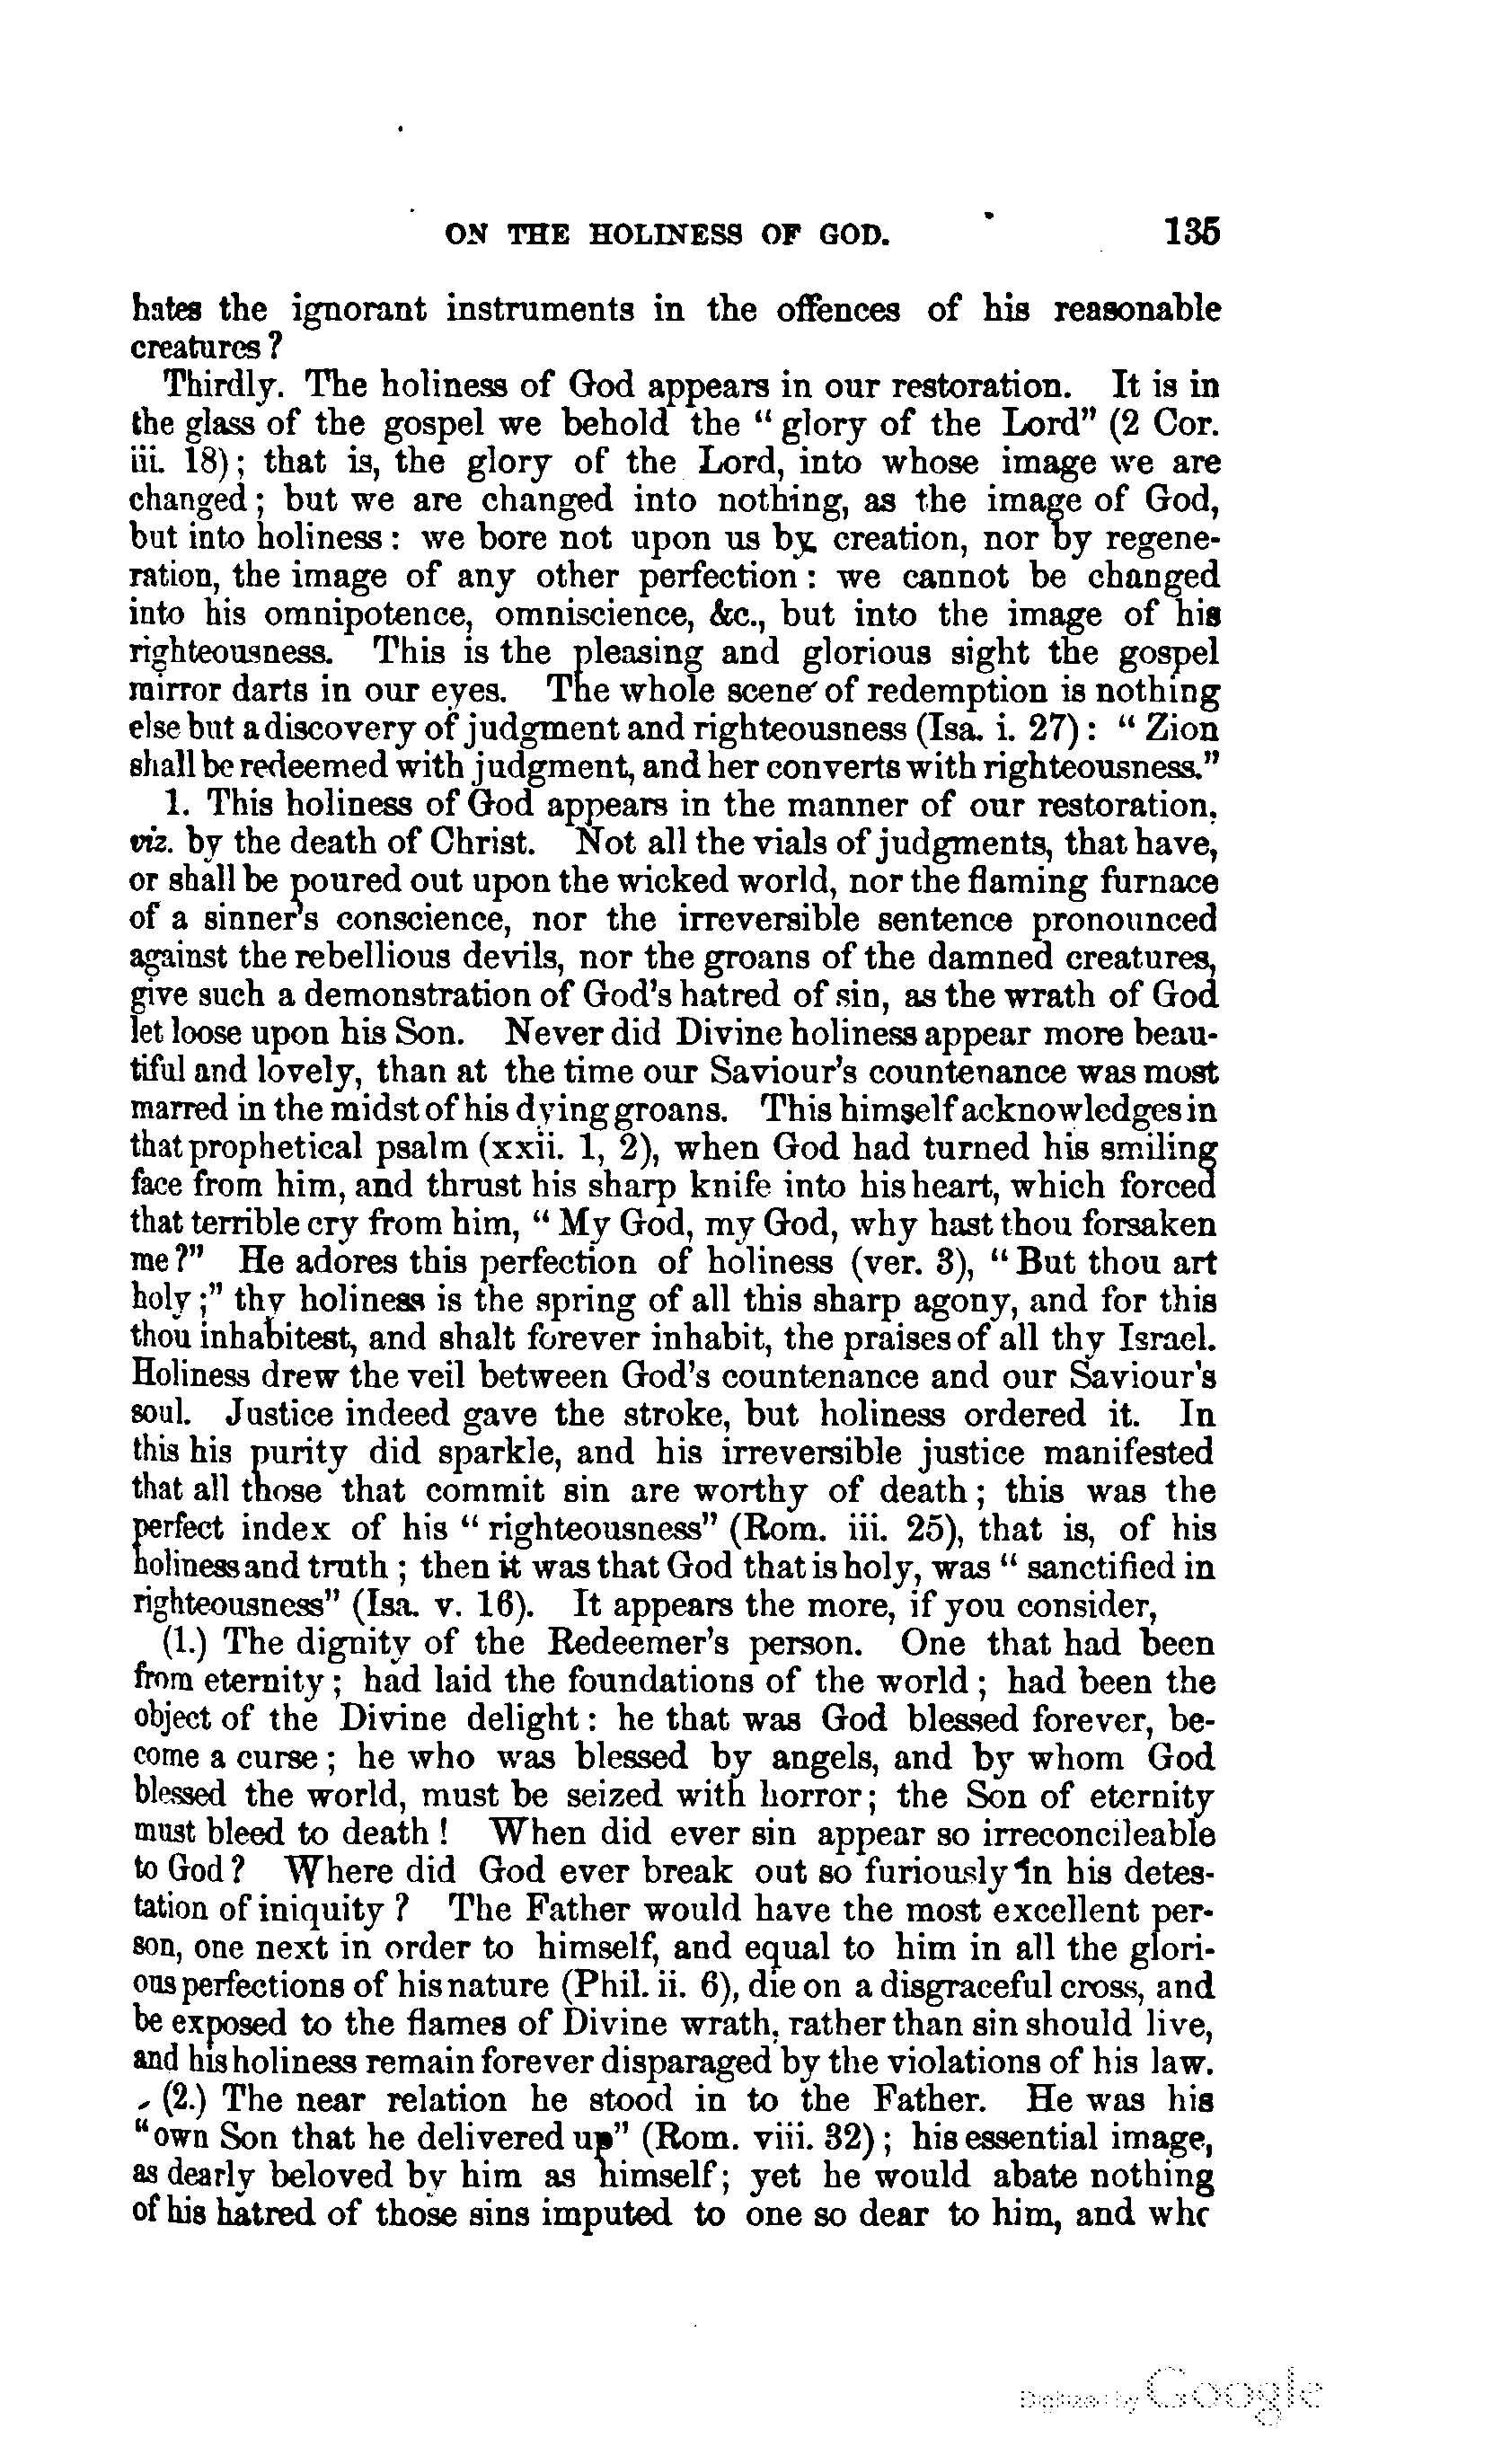 ON THE HOLINESS OF GOD. 135
hates the ignorant instruments in the offences of his reasonable
creatures?
Thirdly. The holiness of God appears in our restoration. It is in
the glass of the gospel we behold the “glory of the Lord” (2 Cor.
iii. 18); that is, the glory of the Lord, into whose image we are
changed; but we are changed into nothing, as the image of God,
but into holiness: we bore not upon us by creation, nor by regene-
ration, the image of any other perfection: we cannot be changed
into his omnipotence, omniscience, &c., but into the image of his
righteousness. This is the pleasing and glorious sight the gospel
mirror darts in our eyes. The whole scene of redemption is nothing
else but a discovery of judgment and righteousness (Isa. i. 27): “Zion
shall be redeemed with judgment, and her converts with righteousness.”
1. This holiness of God appears in the manner of our restoration,
viz. by the death of Christ. Not all the vials of judgments, that have,
or shall be poured out upon the wicked world, nor the flaming furnace
of a sinner's conscience, nor the irreversible sentence pronounced
against the rebellious devils, nor the groans of the damned creatures,
give such a demonstration of God's hatred of sin, as the wrath of God
let loose upon his Son. Never did Divine holiness appear more beau-
tiful and lovely, than at the time our Saviour's countenance was most
marred in the midst of his dying groans. This himself acknowledges in
that prophetical psalm (xxii. 1, 2), when God had turned his smiling
face from him, and thrust his sharp knife into his heart, which forced
that terrible cry from him, “My God, my God, why hast thou forsaken
me?” He adores this perfection of holiness (ver. 3), “But thou art
holy;” thy holiness is the spring of all this sharp agony, and for this
thou inhabitest, and shalt forever inhabit, the praises of all thy Israel.
Holiness drew the veil between God's countenance and our Saviour's
soul. Justice indeed gave the stroke, but holiness ordered it. In
this his purity did sparkle, and his irreversible justice manifested
that all those that commit sin are worthy of death; this was the
perfect index of his “righteousness” (Rom. iii. 25), that is, of his
holiness and truth; then it was that God that is holy, was “sanctified in
righteousness” (Isa. v. 16). It appears the more, if you consider,
(1.) The dignity of the Redeemer's person. One that had been
from eternity; had laid the foundations of the world; had been the
object of the Divine delight: he that was God blessed forever, be-
come a curse; he who was blessed by angels, and by whom God
blessed the world, must be seized with horror; the Son of eternity
must bleed to death! When did ever sin appear so irreconcileable
to God? Where did God ever break out so furiously in his detes-
tation of iniquity? The Father would have the most excellent per-
son, one next in order to himself, and equal to him in all the glori-
ous perfections of his nature (Phil. ii. 6), die on a disgraceful cross, and
be exposed to the flames of Divine wrath, rather than sin should live,
and his holiness remain forever disparaged by the violations of his law.
(2.) The near relation he stood in to the Father. He was his
“own Son that he delivered up” (Rom. viii. 32); his essential image,
as dearly beloved by him as himself; yet he would abate nothing
of his hatred of those sins imputed to one so dear to him, and who
Digitized by Google